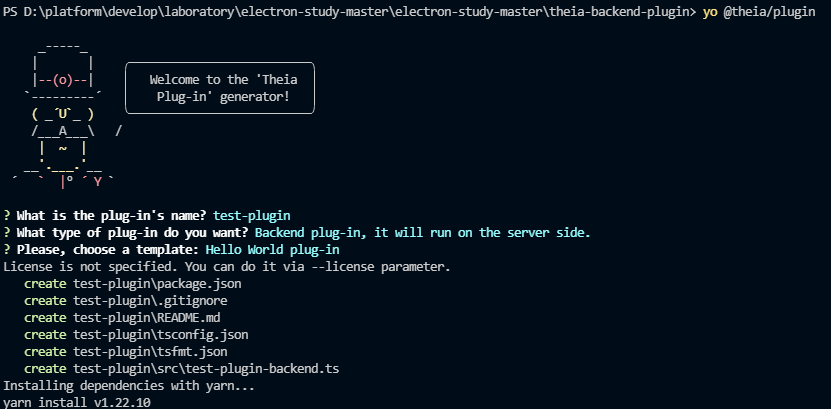 PS D:\platform\develop\laboratory\electron-study-master\electron-study-master\theia-backend-plugin> yo @theia/plugin
     _-----_
    |       |
    |--(o)--|
   `---------´
    ( _´U`_ )
    /___A___\   /
     |  ~  |
   __'.___.'__
 ´   `  |° ´ Y `
Welcome to the 'Theia
Plug-in' generator!
? What is the plug-in's name? test-plugin
? What type of plug-in do you want? Backend plug-in, it will run on the server side.
? Please, choose a template: Hello World plug-in
License is not specified. You can do it via --license parameter.
   create test-plugin\package.json
   create test-plugin\.gitignore
   create test-plugin\README.md
   create test-plugin\tsconfig.json
   create test-plugin\tsfmt.json
   create test-plugin\src\test-plugin-backend.ts
Installing dependencies with yarn...
yarn install v1.22.10